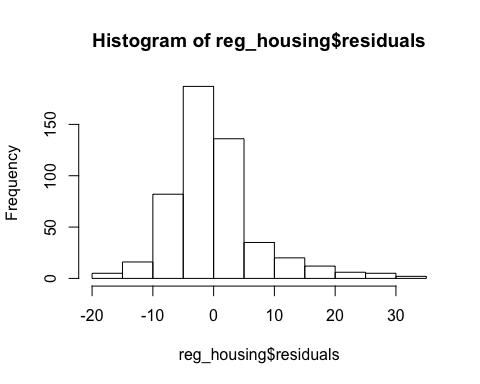 Histogram of reg_housing$residuals
Frequency
150
100
50
0
-20 -10 0 10 20 30
reg_housing$residuals